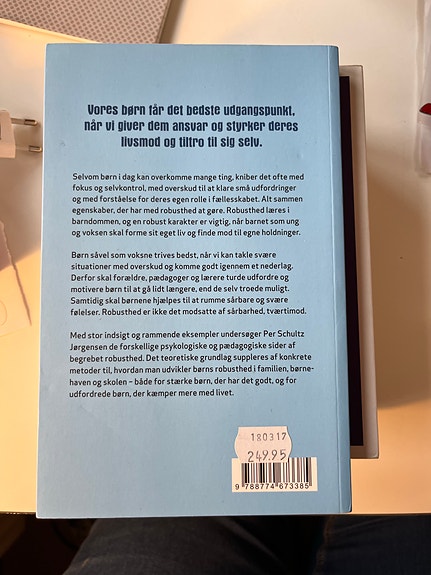 Vores børn får det bedste udgangspunkt,
når vi giver dem ansvar og styrker deres
livsmod og tiltro til sig selv.
Selvom børn i dag kan overkomme mange ting, kniber det ofte med
fokus og selvkontrol, med overskud til at klare små udfordringer
og med forståelse for deres egen rolle i fællesskabet. Alt sammen
egenskaber, der har med robusthed at gøre. Robusthed læres i
barndommen, og en robust karakter er vigtig, når barnet som ung
og voksen skal forme sit eget liv og finde mod til egne holdninger.
Børn såvel som voksne trives bedst, når vi kan takle svære
situationer med overskud og komme godt igennem et nederlag.
Derfor skal forældre, pædagoger og lærere turde udfordre og
motivere børn til at gå lidt længere, end de selv troede muligt.
Samtidig skal børnene hjælpes til at rumme sårbare og svære
følelser. Robusthed er ikke det modsatte af sårbarhed, tværtimod.
Med stor indsigt og rammende eksempler undersøger Per Schultz
Jørgensen de forskellige psykologiske og pædagogiske sider af
begrebet robusthed. Det teoretiske grundlag suppleres af konkrete
metoder til, hvordan man udvikler børns robusthed i familien, børne-
haven og skolen – både for stærke børn, der har det godt, og for
udfordrede børn, der kæmper mere med livet.
180317
249.95
9 788774 673385